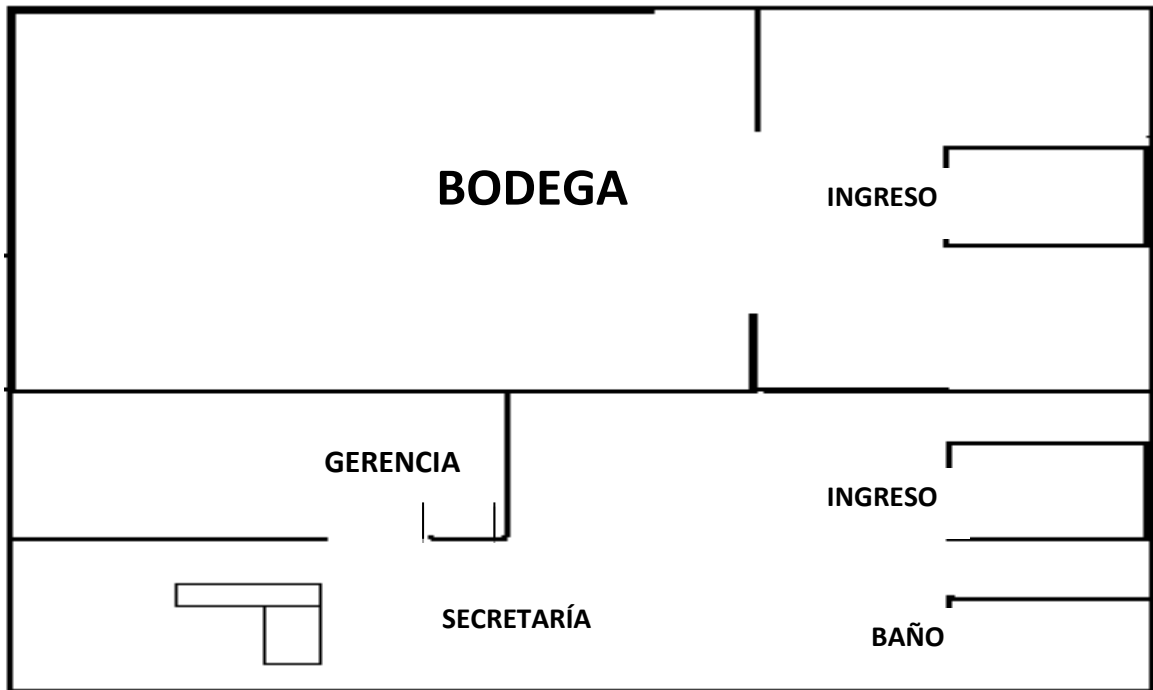 BODEGA
INGRESO
GERENCIA
INGRESO
SECRETARÍA
BAÑO